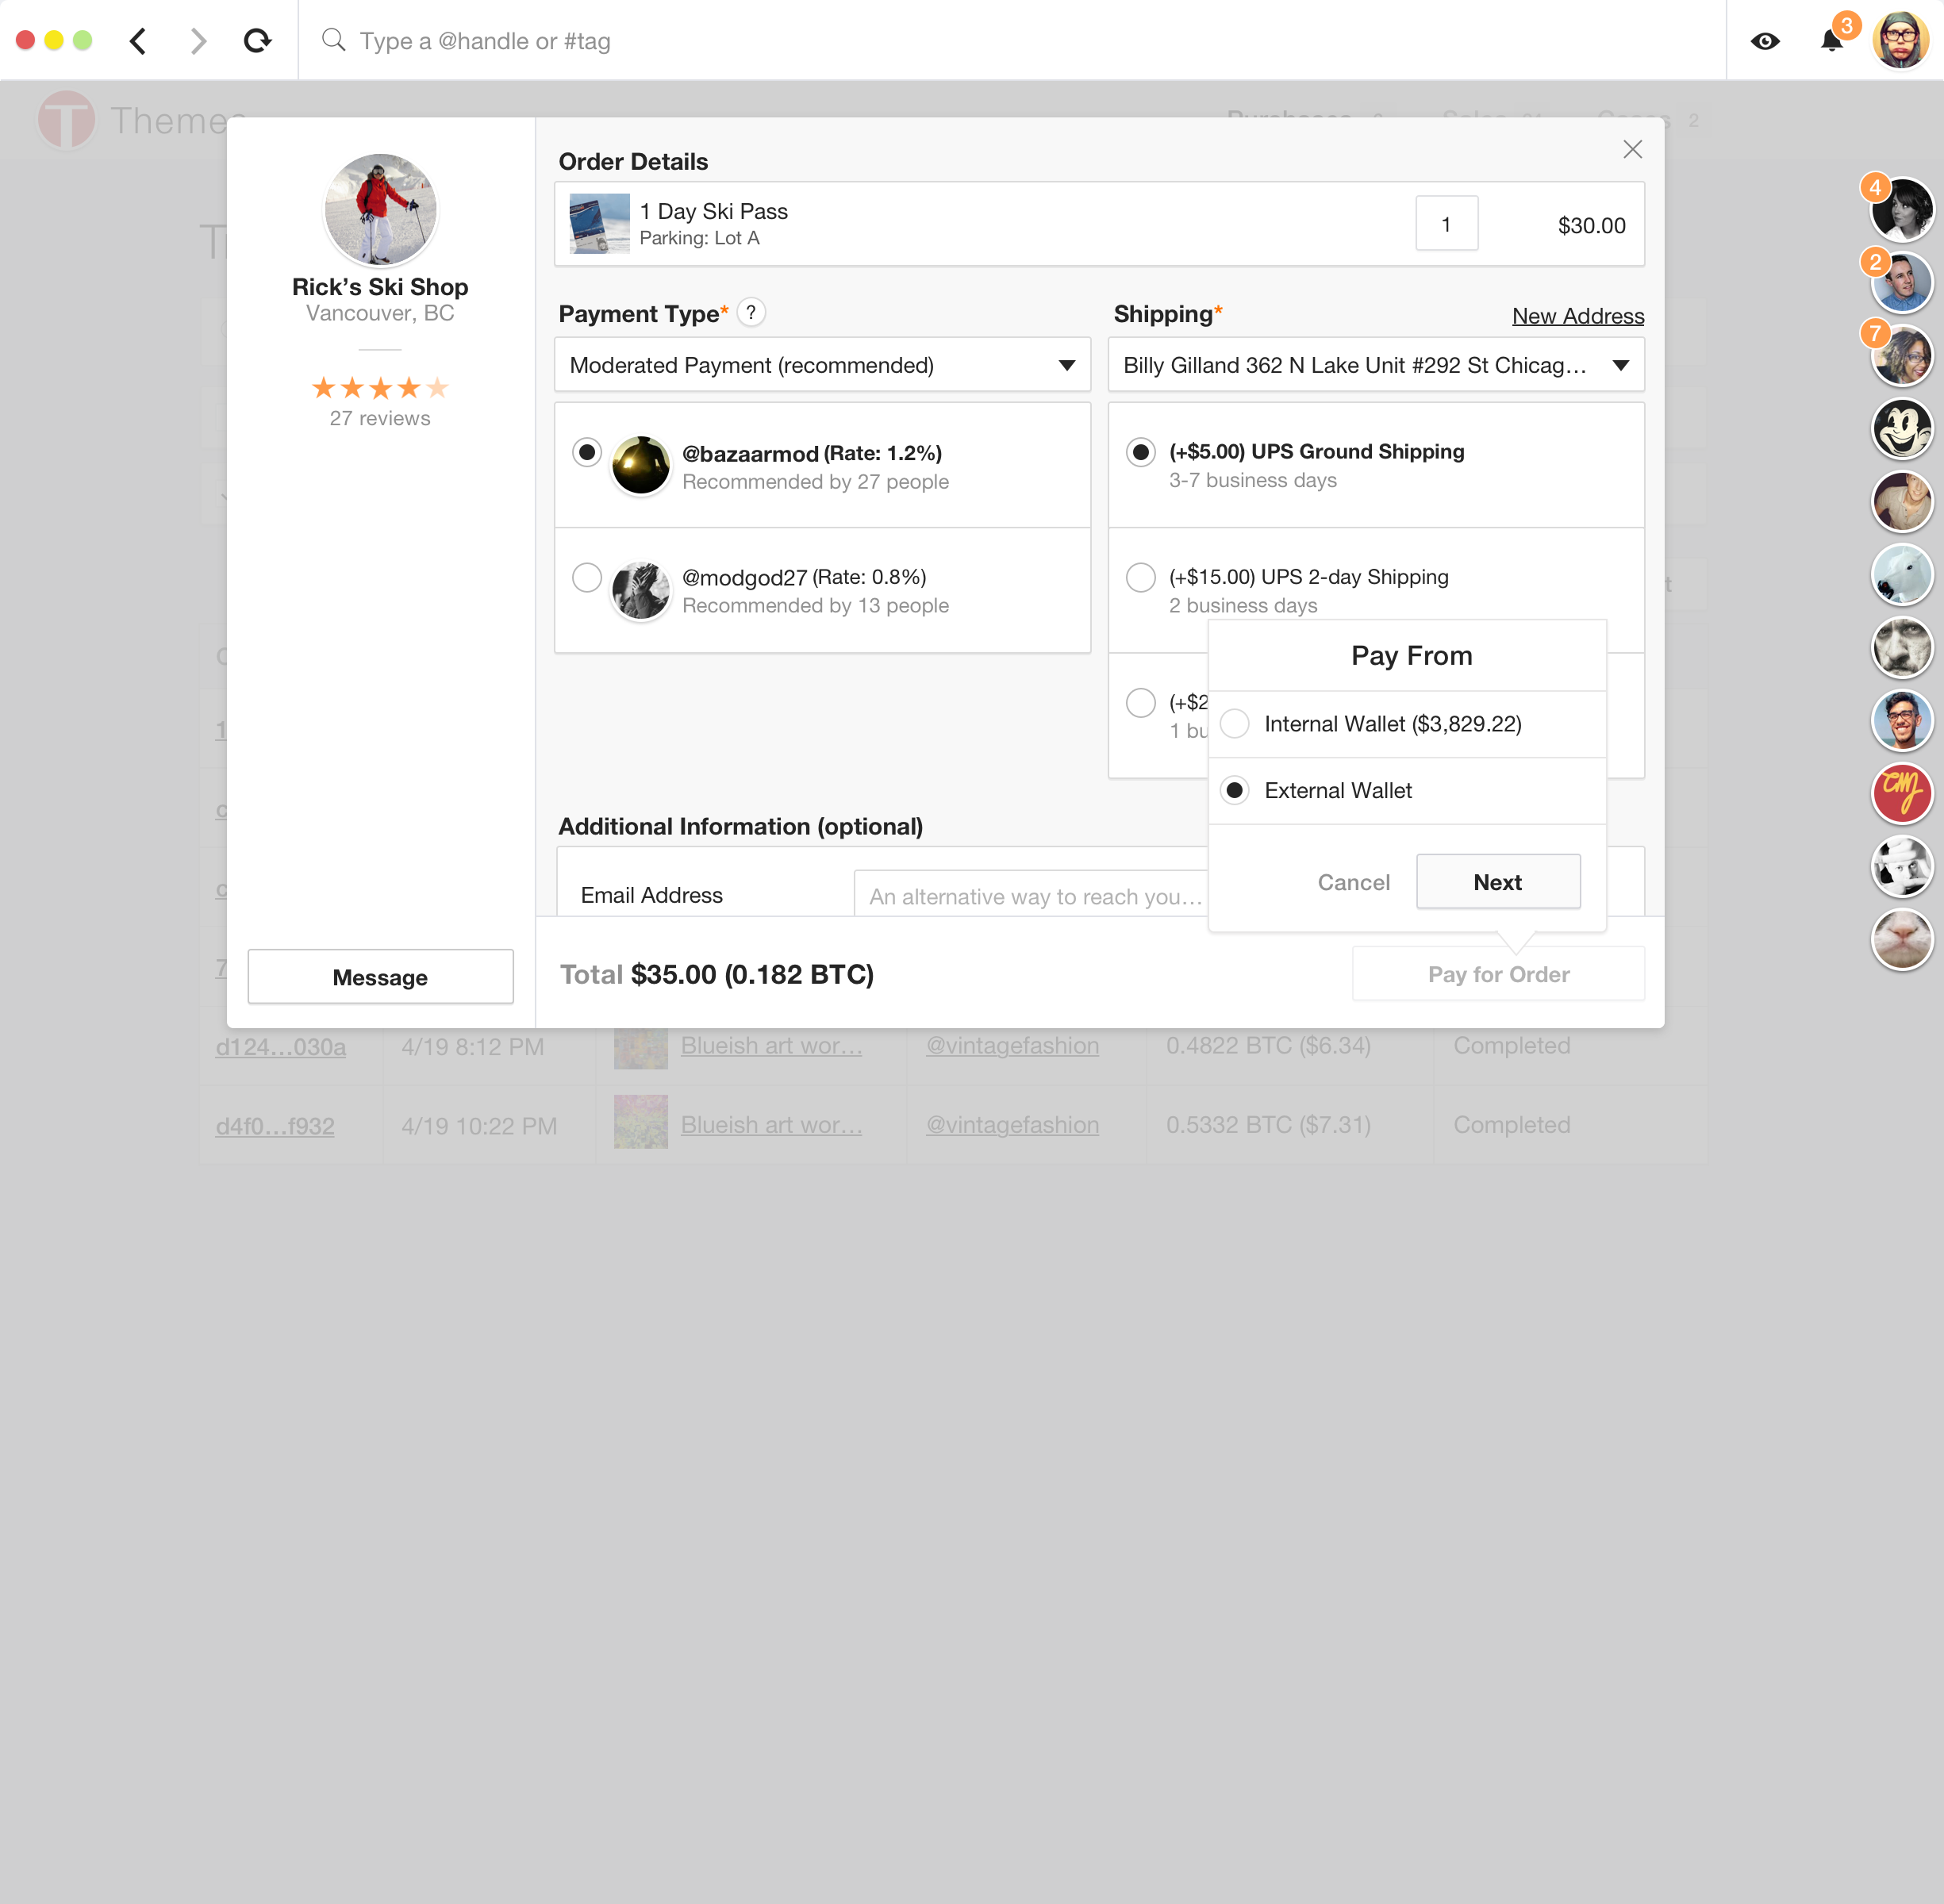 Type a @handle or #tag
3
Themes
Purchases
Sales
Cases 2
4
2
7
Rick’s Ski Shop
Vancouver, BC
27 reviews
Message
Order Details
1 Day Ski Pass
Parking: Lot A
1
$30.00
Payment Type* ?
Moderated Payment (recommended)
@bazaarmod (Rate: 1.2%)
Recommended by 27 people
@modgod27 (Rate: 0.8%)
Recommended by 13 people
Shipping*
New Address
Billy Gilland 362 N Lake Unit #292 St Chicag...
(+$5.00) UPS Ground Shipping
3-7 business days
(+$15.00) UPS 2-day Shipping
2 business days
(+$2
1 bu
Pay From
Internal Wallet ($3,829.22)
External Wallet
Cancel
Next
Additional Information (optional)
Email Address
An alternative way to reach you...
Total $35.00 (0.182 BTC)
Pay for Order
d124...030a 4/19 8:12 PM Blueish art wor... @vintagefashion 0.4822 BTC ($6.34) Completed
d4f0...f932 4/19 10:22 PM Blueish art wor... @vintagefashion 0.5332 BTC ($7.31) Completed